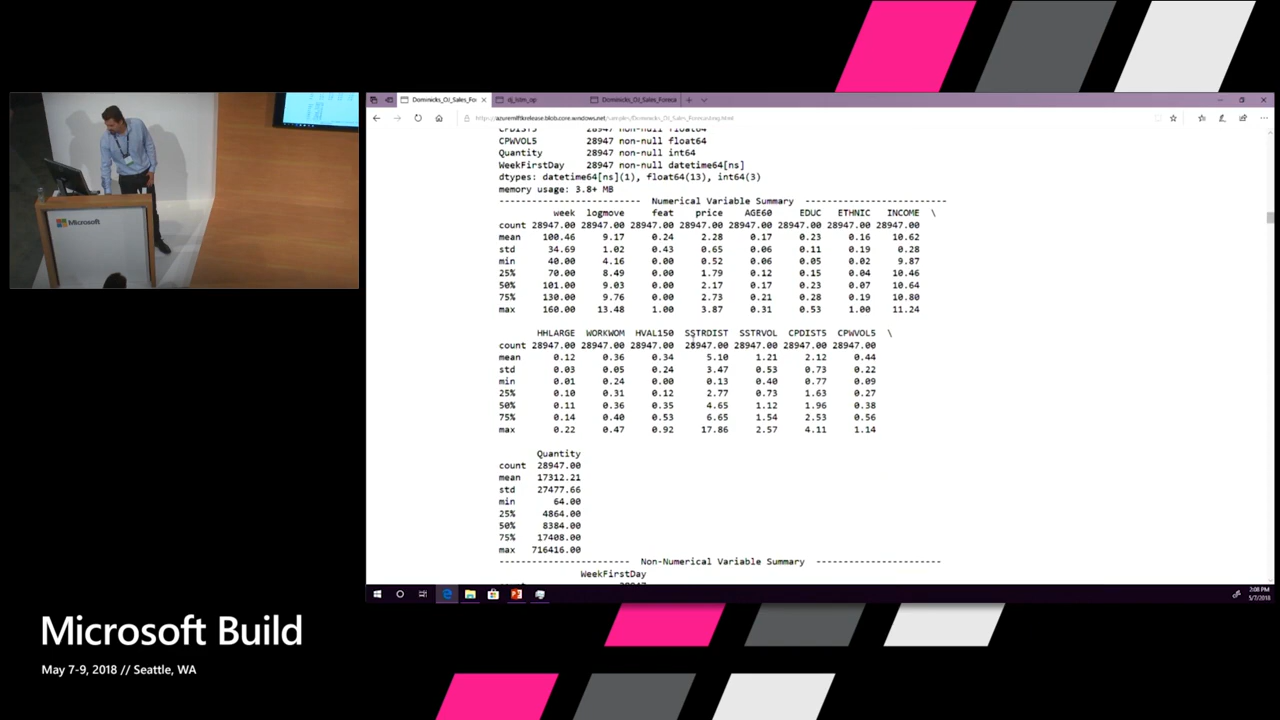 Microsoft
Dominicks_OJ_Sales_For
oj_lstm_op
Dominicks_OJ_Sales_Foreca
CPDIST5 28947 non-null float64
CPWVOL5 28947 non-null float64
Quantity 28947 non-null int64
WeekFirstDay 28947 non-null datetime64[ns]
dtypes: datetime64[ns](1), float64(13), int64(3)
memory usage: 3.8+ MB
------------------------ Numerical Variable Summary --------------------------
week logmove feat price AGE60 EDUC ETHNIC INCOME \
count 28947.00 28947.00 28947.00 28947.00 28947.00 28947.00 28947.00 28947.00
mean 100.46 9.17 0.24 2.28 0.17 0.23 0.16 10.62
std 34.69 1.02 0.43 0.65 0.06 0.11 0.19 0.28
min 40.00 4.16 0.00 0.52 0.06 0.05 0.02 9.87
25% 70.00 8.49 0.00 1.79 0.12 0.15 0.04 10.46
50% 101.00 9.03 0.00 2.17 0.17 0.23 0.07 10.64
75% 130.00 9.76 0.00 2.73 0.21 0.28 0.19 10.80
max 160.00 13.48 1.00 3.87 0.31 0.53 1.00 11.24
HHLARGE WORKWOM HVAL150 SSTRDIST SSTRVOL CPDIST5 CPWVOL5 \
count 28947.00 28947.00 28947.00 28947.00 28947.00 28947.00 28947.00
mean 0.12 0.36 0.34 5.10 1.21 2.12 0.44
std 0.03 0.05 0.24 3.47 0.53 0.73 0.22
min 0.01 0.24 0.00 0.13 0.40 0.77 0.09
25% 0.10 0.31 0.12 2.77 0.73 1.63 0.27
50% 0.11 0.36 0.35 4.65 1.12 1.96 0.38
75% 0.14 0.40 0.53 6.65 1.54 2.53 0.56
max 0.22 0.47 0.92 17.86 2.57 4.11 1.14
Quantity
count 28947.00
mean 17312.21
std 27477.66
min 64.00
25% 4864.00
50% 8384.00
75% 17408.00
max 716416.00
----------------------- Non-Numerical Variable Summary ----------------------
WeekFirstDay
2:08 PM
5/7/2018
Microsoft Build
May 7-9, 2018 // Seattle, WA